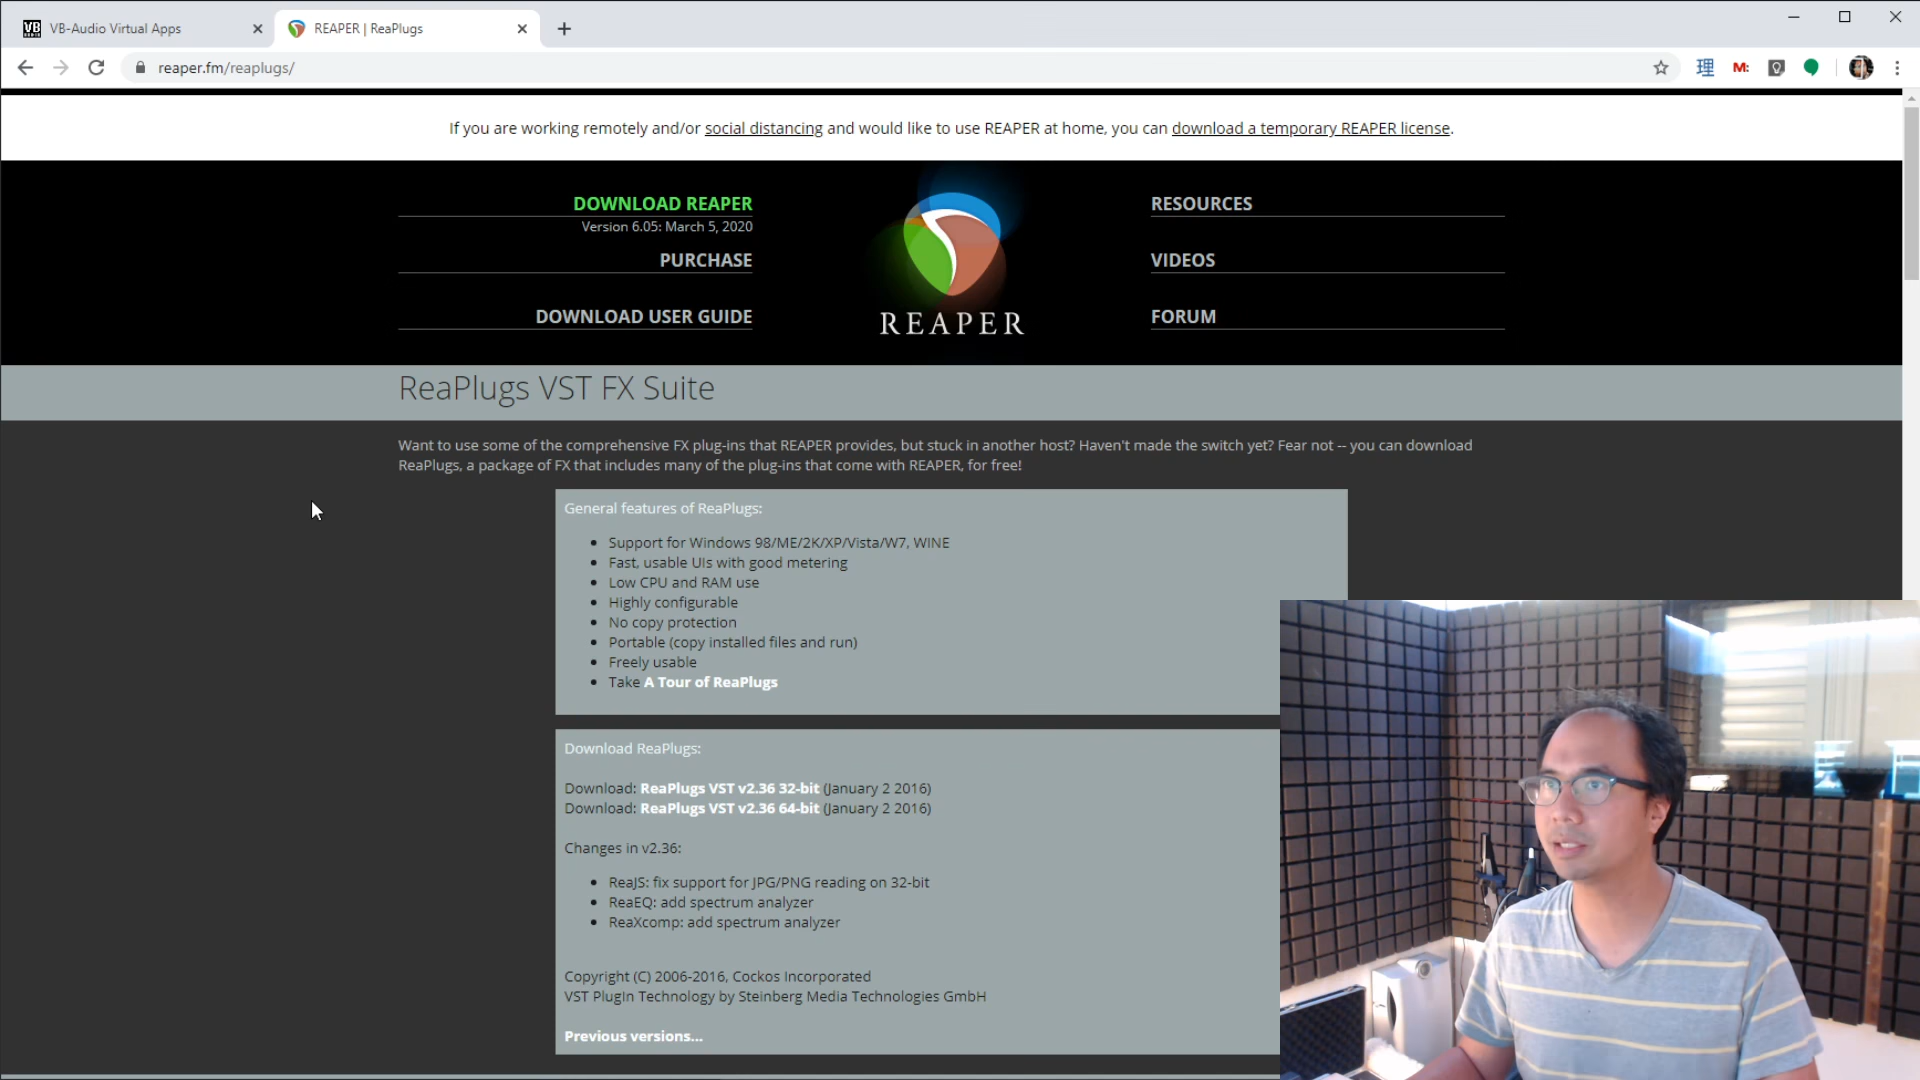 VB
AUDIO
VB-Audio Virtual Apps
REAPER | ReaPlugs
reaper.fm/reaplugs/
理
M:
If you are working remotely and/or social distancing and would like to use REAPER at home, you can download a temporary REAPER license.
DOWNLOAD REAPER
Version 6.05: March 5, 2020
PURCHASE
DOWNLOAD USER GUIDE
REAPER
RESOURCES
VIDEOS
FORUM
ReaPlugs VST FX Suite
Want to use some of the comprehensive FX plug-ins that REAPER provides, but stuck in another host? Haven't made the switch yet? Fear not -- you can download
ReaPlugs, a package of FX that includes many of the plug-ins that come with REAPER, for free!
General features of ReaPlugs:
• Support for Windows 98/ME/2K/XP/Vista/W7, WINE
• Fast, usable UIs with good metering
• Low CPU and RAM use
• Highly configurable
• No copy protection
• Portable (copy installed files and run)
• Freely usable
• Take A Tour of ReaPlugs
Download ReaPlugs:
Download: ReaPlugs VST v2.36 32-bit (January 2 2016)
Download: ReaPlugs VST v2.36 64-bit (January 2 2016)
Changes in v2.36:
• ReaJS: fix support for JPG/PNG reading on 32-bit
• ReaEQ: add spectrum analyzer
• ReaXcomp: add spectrum analyzer
Copyright (C) 2006-2016, Cockos Incorporated
VST PlugIn Technology by Steinberg Media Technologies GmbH
Previous versions...